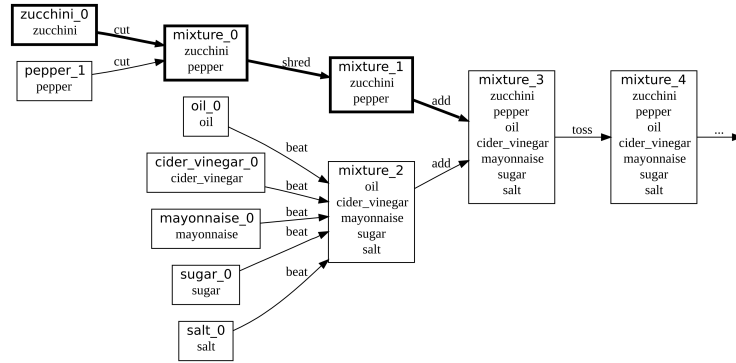 zucchini_0
zucchini
cut
pepper_1
pepper
cut
mixture_0
zucchini
pepper
shred
mixture_1
zucchini
pepper
add
oil_0
oil
beat
cider_vinegar_0
cider_vinegar
beat
mayonnaise_0
mayonnaise
beat
sugar_0
sugar
beat
salt_0
salt
beat
mixture_2
oil
cider_vinegar
mayonnaise
sugar
salt
add
mixture_3
zucchini
pepper
oil
cider_vinegar
mayonnaise
sugar
salt
toss
mixture_4
zucchini
pepper
oil
cider_vinegar
mayonnaise
sugar
salt
...